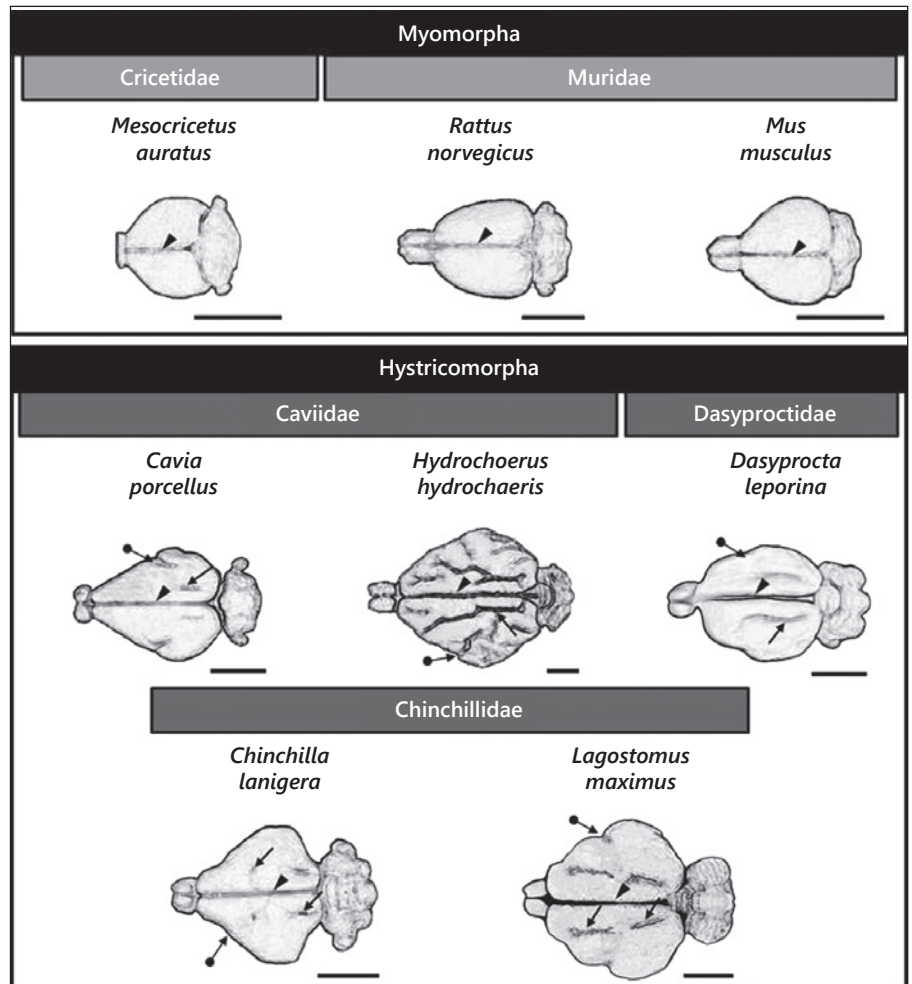 Myomorpha
Cricetidae
Muridae
Mesocricetus
auratus
Rattus
norvegicus
Mus
musculus
Hystricomorpha
Caviidae
Dasyproctidae
Cavia
porcellus
Hydrochoerus
hydrochaeris
Dasyprocta
leporina
Chinchillidae
Chinchilla
lanigera
Lagostomus
maximus